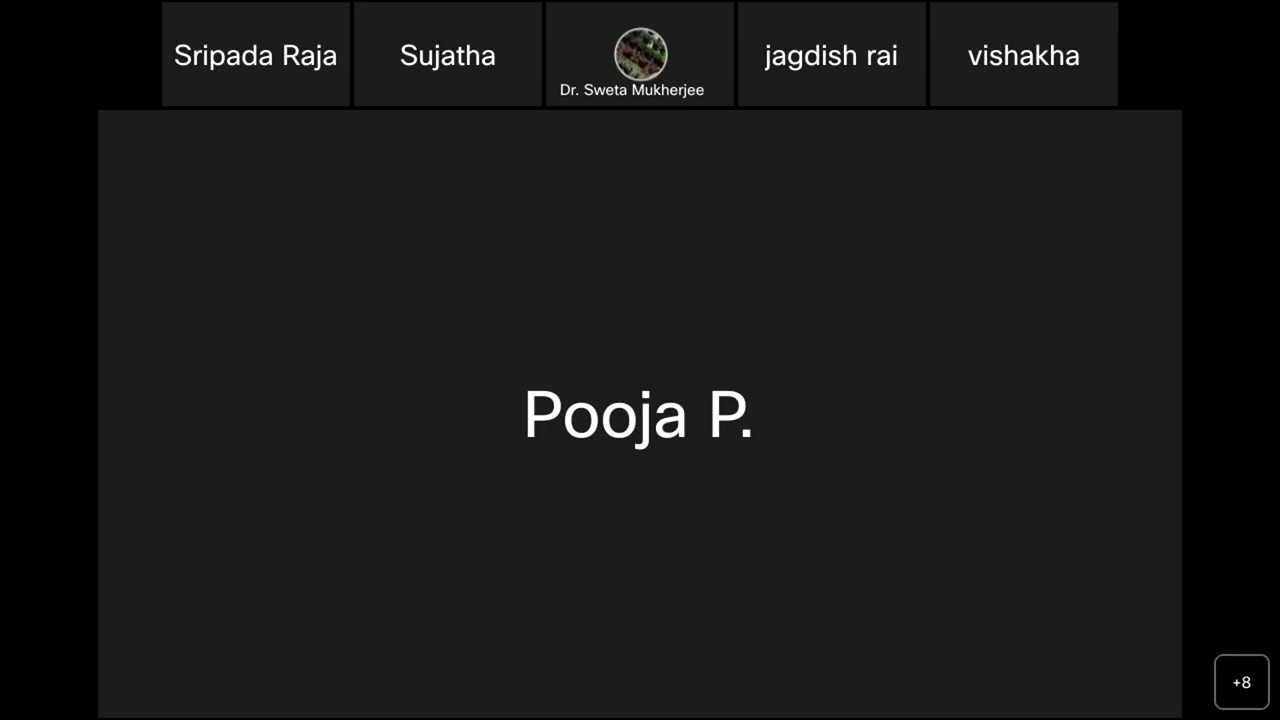 Sripada Raja
Sujatha
Dr. Sweta Mukherjee
jagdish rai
vishakha
Pooja P.
+8